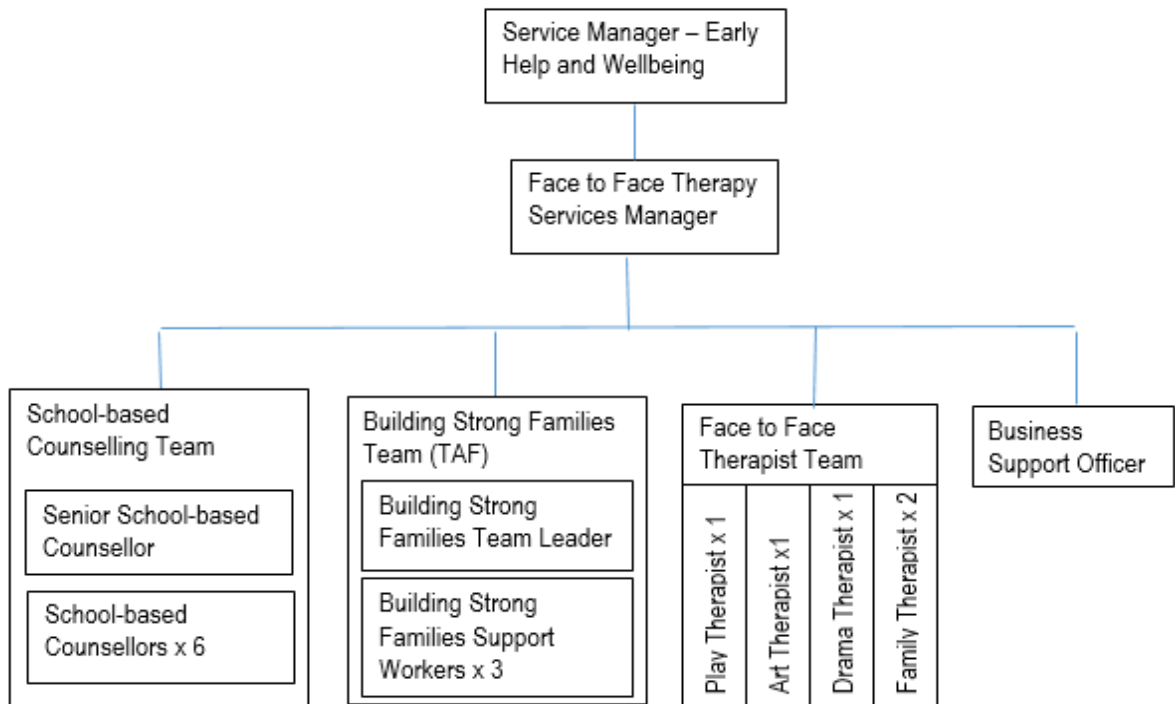 Service Manager – Early
Help and Wellbeing
Face to Face Therapy
Services Manager
School-based
Counselling Team
Senior School-based
Counsellor
School-based
Counsellors x 6
Building Strong Families
Team (TAF)
Building Strong
Families Team Leader
Building Strong
Families Support
Workers x 3
Face to Face
Therapist Team
Play Therapist x 1
Art Therapist x1
Drama Therapist x 1
Family Therapist x 2
Business
Support Officer